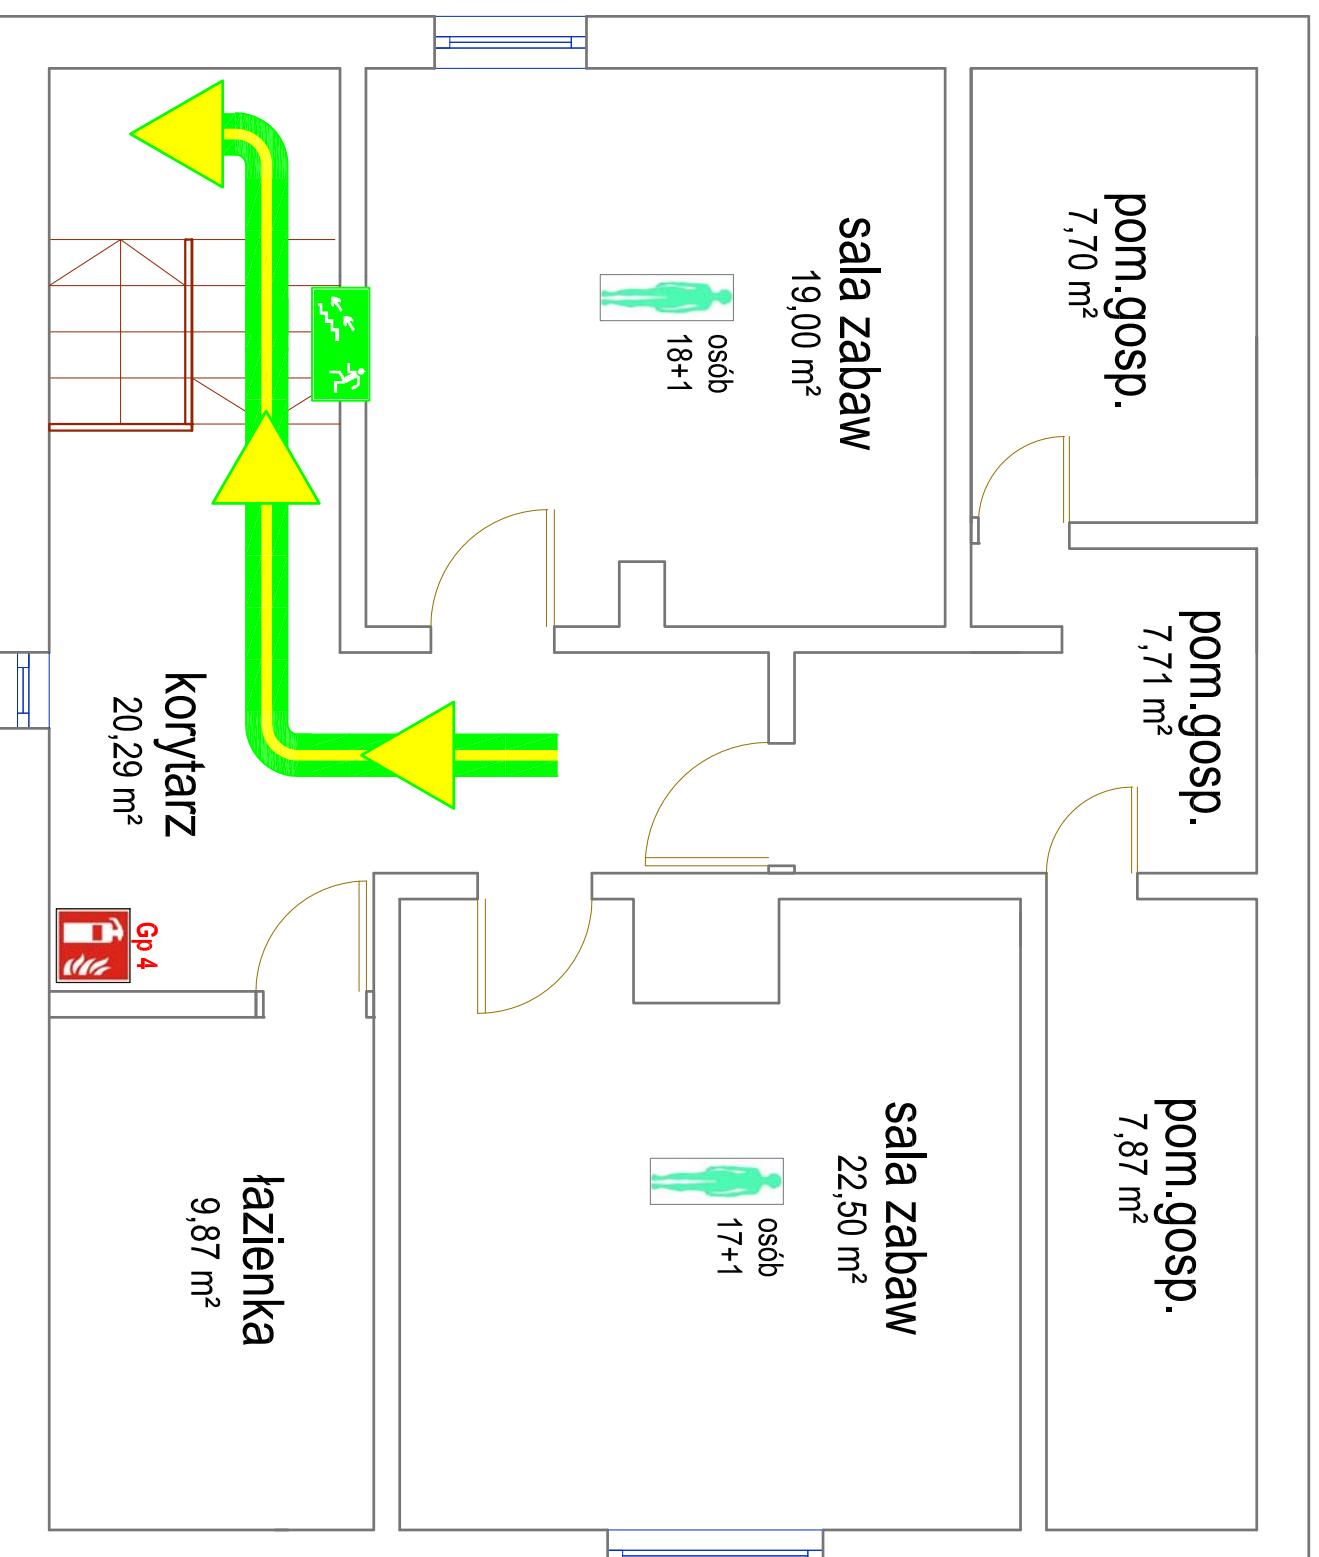 pom.gosp.
7,70 m²
sala zabaw
19,00 m²
osób
18+1
pom.gosp.
7,71 m²
korytarz
20,29 m²
Gp 4
pom.gosp.
7,87 m²
sala zabaw
22,50 m²
osób
17+1
łazienka
9,87 m²